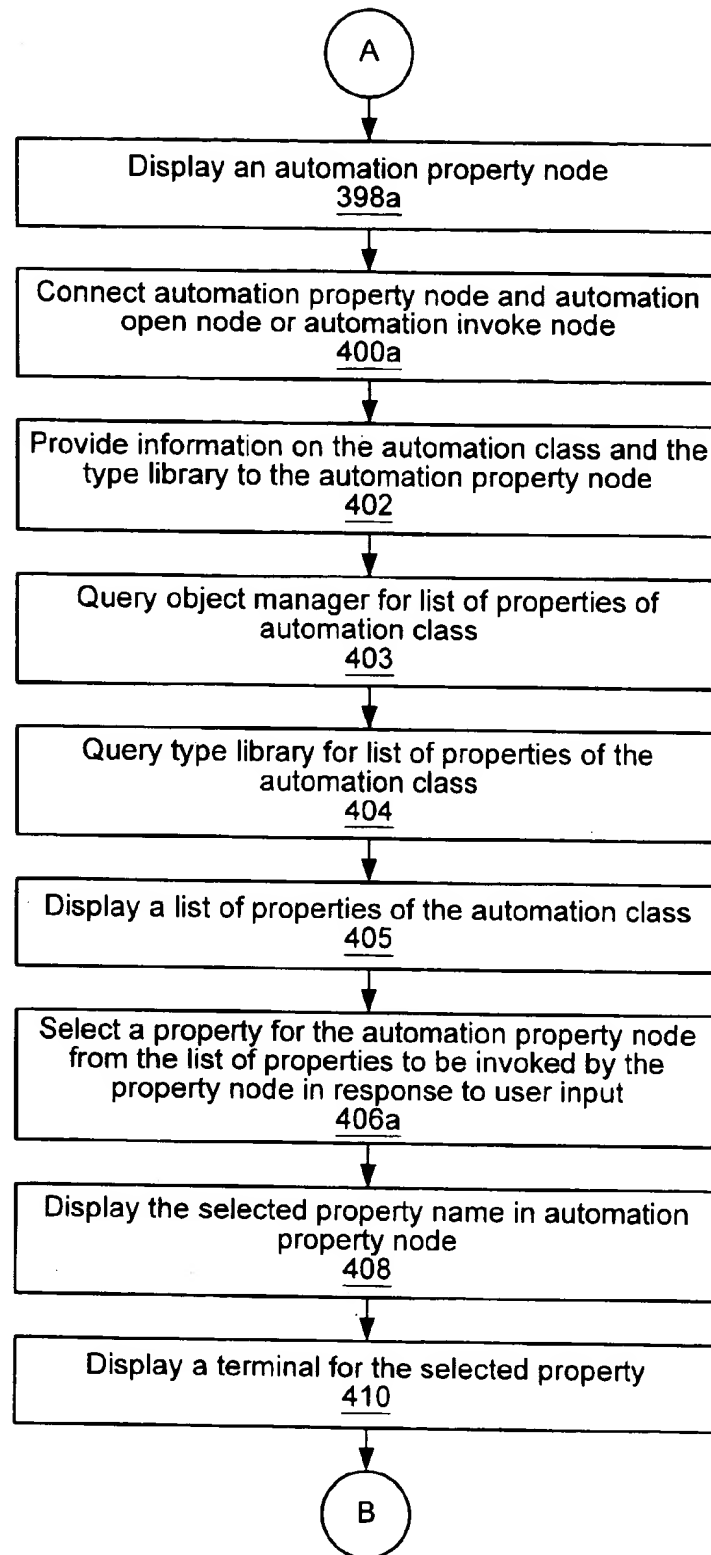 A
Display an automation property node
398a
Connect automation property node and automation
open node or automation invoke node
400a
Provide information on the automation class and the
type library to the automation property node
402
Query object manager for list of properties of
automation class
403
Query type library for list of properties of the
automation class
404
Display a list of properties of the automation class
405
Select a property for the automation property node
from the list of properties to be invoked by the
property node in response to user input
406a
Display the selected property name in automation
property node
408
Display a terminal for the selected property
410
B